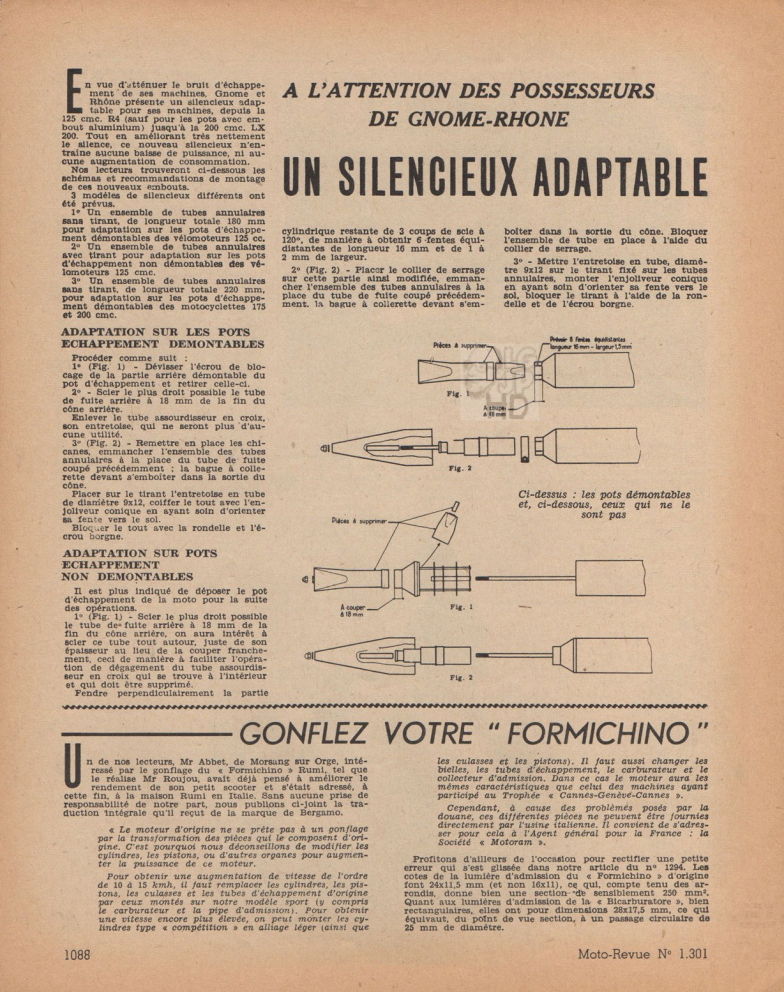 En vue d'atténuer le bruit d'échappe-
ment de ses machines, Gnome et
Rhône présente un silencieux adap-
table pour ses machines, depuis la
125 cmc. R4 (sauf pour les pots avec em-
bout aluminium) jusqu'à la 200 cmc. LX
200. Tout en améliorant très nettement
le silence, ce nouveau silencieux n'en-
traîne aucune baisse de puissance, ni au-
cune augmentation de consommation.
Nos lecteurs trouveront ci-dessous les
schémas et recommandations de montage
de ces nouveaux embouts.
3 modèles de silencieux différents ont
été prévus.
1° Un ensemble de tubes annulaires
sans tirant, de longueur totale 180 mm
pour adaptation sur les pots d'échappe-
ment démontables des vélomoteurs 125 cc.
2° Un ensemble de tubes annulaires
avec tirant pour adaptation sur les pots
d'échappement non démontables des vé-
lomoteurs 125 cmc.
3° Un ensemble de tubes annulaires
sans tirant, de longueur totale 220 mm,
pour adaptation sur les pots d'échappe-
ment démontables des motocyclettes 175
et 200 cmc.
ADAPTATION SUR LES POTS
ECHAPPEMENT DEMONTABLES
Procéder comme suit :
1° (Fig. 1) - Dévisser l'écrou de blo-
cage de la partie arrière démontable du
pot d'échappement et retirer celle-ci.
2° - Scier le plus droit possible le tube
de fuite arrière à 18 mm de la fin du
cône arrière.
Enlever le tube assourdisseur en croix,
son entretoise, qui ne seront plus d'au-
cune utilité.
3° (Fig. 2) - Remettre en place les chi-
canes, emmancher l'ensemble des tubes
annulaires à la place du tube de fuite
coupé précédemment ; la bague à colle-
rette devant s'emboîter dans la sortie du
cône.
Placer sur le tirant l'entretoise en tube
de diamètre 9x12, coiffer le tout avec l'en-
joliveur conique en ayant soin d'orienter
sa fente vers le sol.
Bloquer le tout avec la rondelle et l'é-
crou borgne.
ADAPTATION SUR POTS
ECHAPPEMENT
NON DEMONTABLES
Il est plus indiqué de déposer le pot
d'échappement de la moto pour la suite
des opérations.
1° (Fig. 1) - Scier le plus droit possible
le tube de fuite arrière à 18 mm de la
fin du cône arrière, on aura intérêt à
scier ce tube tout autour, juste de son
épaisseur au lieu de la couper franche-
ment, ceci de manière à faciliter l'opéra-
tion de dégagement du tube assourdis-
seur en croix qui se trouve à l'intérieur
et qui doit être supprimé.
Fendre perpendiculairement la partie
A L'ATTENTION DES POSSESSEURS
DE GNOME-RHONE
UN SILENCIEUX ADAPTABLE
cylindrique restante de 3 coups de scie à
120°, de manière à obtenir 6 fentes équi-
distantes de longueur 16 mm et de 1 à
2 mm de largeur.
2° (Fig. 2) - Placer le collier de serrage
sur cette partie ainsi modifiée, emman-
cher l'ensemble des tubes annulaires à la
place du tube de fuite coupé précédem-
ment, la bague à collerette devant s'em-
boîter dans la sortie du cône. Bloquer
l'ensemble de tube en place à l'aide du
collier de serrage.
3° - Mettre l'entretoise en tube, diamè-
tre 9x12 sur le tirant fixé sur les tubes
annulaires, monter l'enjoliveur conique
en ayant soin d'orienter sa fente vers le
sol, bloquer le tirant à l'aide de la ron-
delle et de l'écrou borgne.
Pièces à supprimer
Prévoir 6 fentes équidistantes
longueur 16 mm - largeur 1,5 mm
Fig. 1
A couper
à 18 mm
Fig. 2
Ci-dessus : les pots démontables
et, ci-dessous, ceux qui ne le
sont pas
Pièces à supprimer
A couper
à 18 mm
Fig. 1
Fig. 2
GONFLEZ VOTRE " FORMICHINO "
Un de nos lecteurs, Mr Abbet, de Morsang sur Orge, inté-
ressé par le gonflage du « Formichino » Rumi, tel que
le réalise Mr Roujou, avait déjà pensé à améliorer le
rendement de son petit scooter et s'était adressé, à
cette fin, à la maison Rumi en Italie. Sans aucune prise de
responsabilité de notre part, nous publions ci-joint la tra-
duction intégrale qu'il reçut de la marque de Bergamo.
« Le moteur d'origine ne se prête pas à un gonflage
par la transformation des pièces qui le composent d'ori-
gine. C'est pourquoi nous déconseillons de modifier les
cylindres, les pistons, ou d'autres organes pour augmen-
ter la puissance de ce moteur.
Pour obtenir une augmentation de vitesse de l'ordre
de 10 à 15 kmh, il faut remplacer les cylindres, les pis-
tons, les culasses et les tubes d'échappement d'origine
par ceux montés sur notre modèle sport (y compris
le carburateur et la pipe d'admission). Pour obtenir
une vitesse encore plus élevée, on peut monter les cy-
lindres type « compétition » en alliage léger (ainsi que
les culasses et les pistons). Il faut aussi changer les
bielles, les tubes d'échappement, le carburateur et le
collecteur d'admission. Dans ce cas le moteur aura les
mêmes caractéristiques que celui des machines ayant
participé au Trophée « Cannes-Genève-Cannes ».
Cependant, à cause des problèmes posés par la
douane, ces différentes pièces ne peuvent être fournies
directement par l'usine italienne. Il convient de s'adres-
ser pour cela à l'Agent général pour la France : la
Société « Motoram ».
Profitons d'ailleurs de l'occasion pour rectifier une petite
erreur qui s'est glissée dans notre article du n° 1294. Les
cotes de la lumière d'admission du « Formichino » d'origine
font 24x11,5 mm (et non 16x11), ce qui, compte tenu des ar-
rondis, donne bien une section de sensiblement 250 mm².
Quant aux lumières d'admission de la « Bicarburatore », bien
rectangulaires, elles ont pour dimensions 28x17,5 mm, ce qui
équivaut, du point de vue section, à un passage circulaire de
25 mm de diamètre.
1088
Moto-Revue N° 1.301